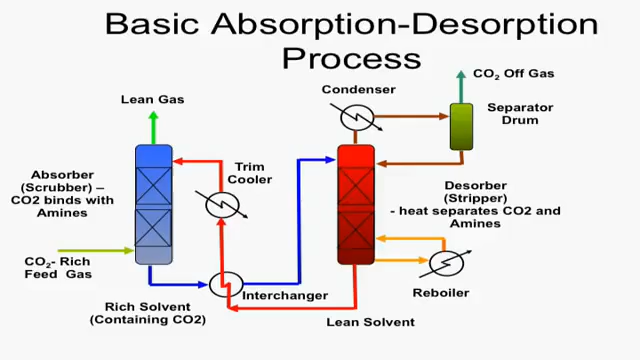 Basic Absorption-Desorption
Process
CO2 Off Gas
Condenser
Lean Gas
Separator
Drum
Absorber
(Scrubber) –
CO2 binds with
Amines
Trim
Cooler
Desorber
(Stripper)
- heat separates CO2 and
Amines
CO2- Rich
Feed Gas
Interchanger
Reboiler
Rich Solvent
(Containing CO2)
Lean Solvent